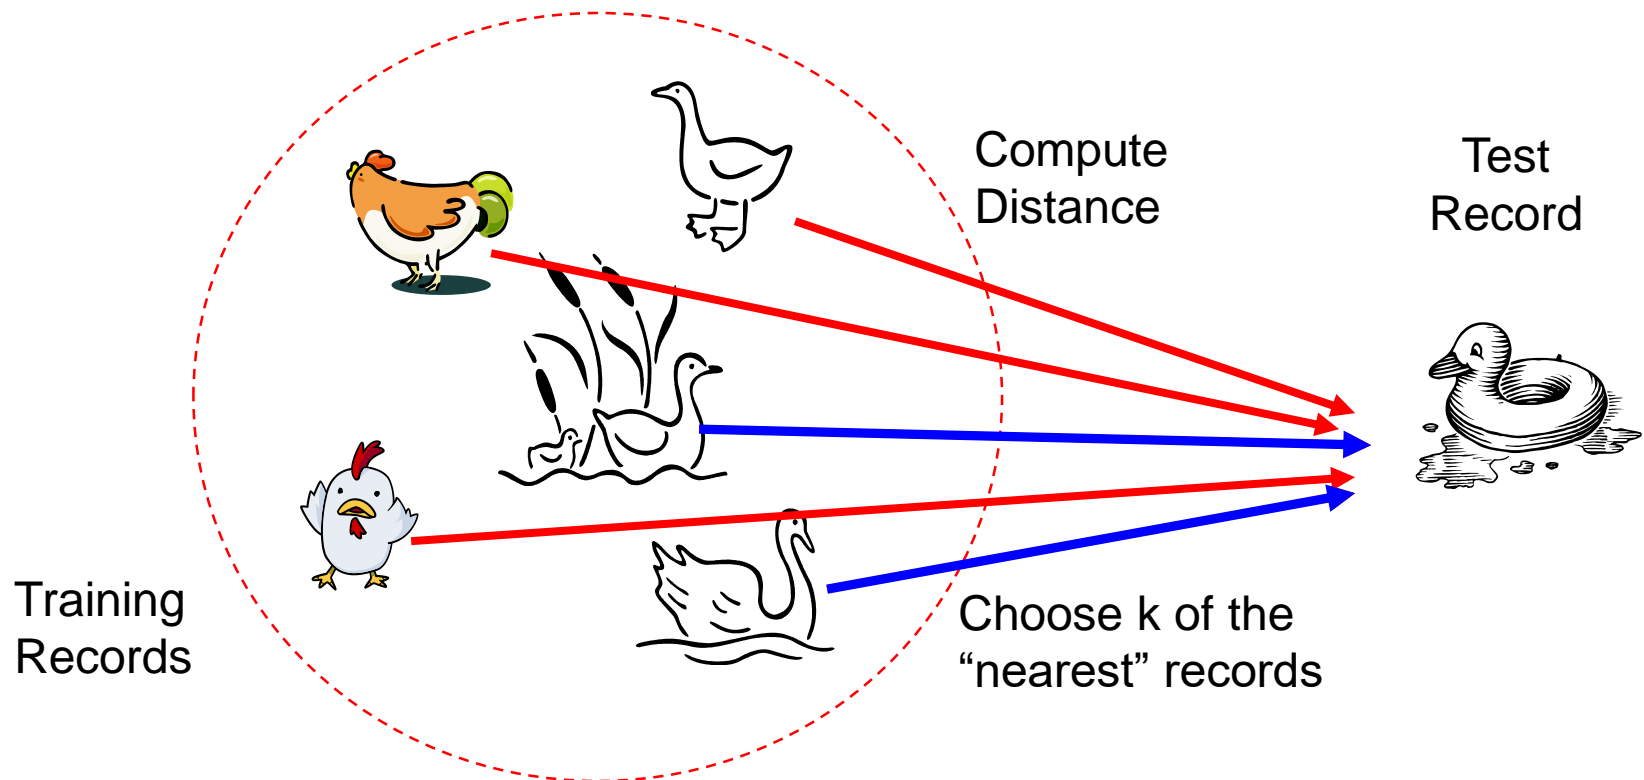 Compute
Distance
Test
Record
Training
Records
Choose k of the
“nearest” records